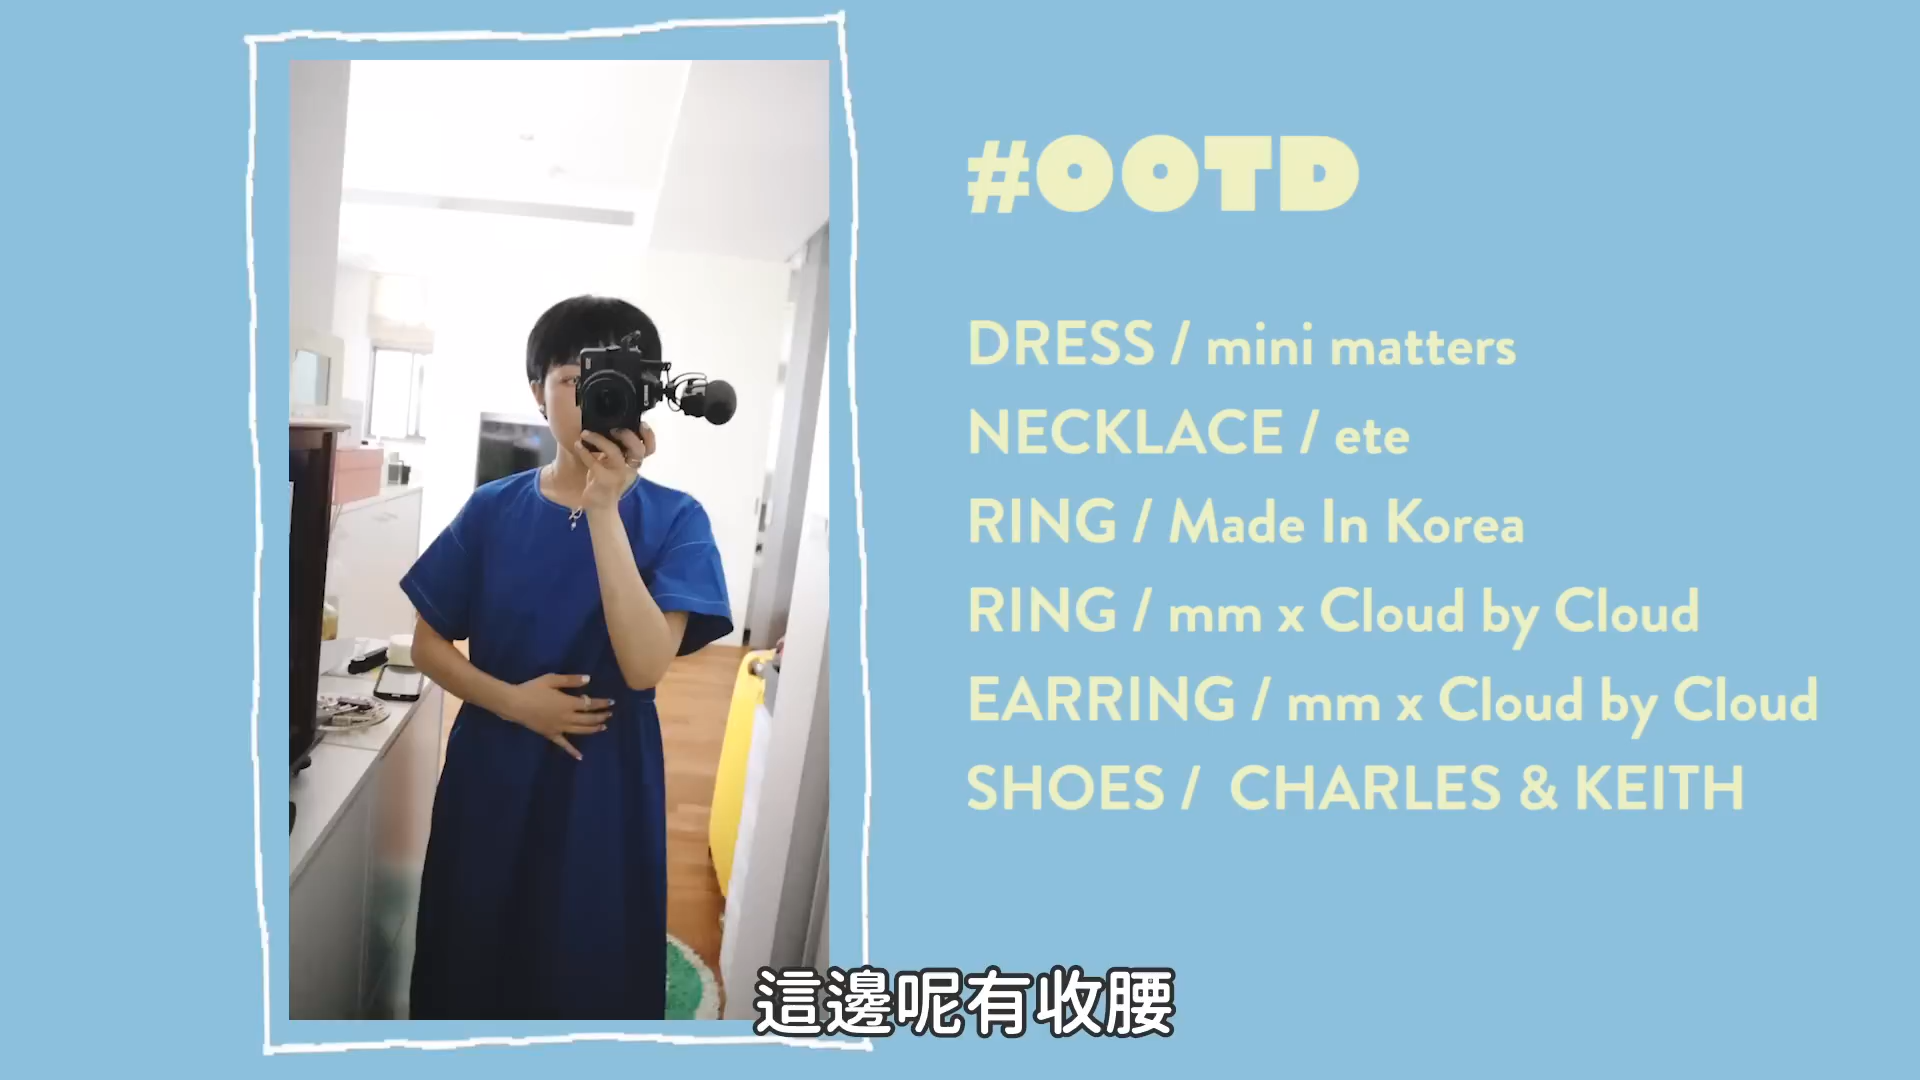 #OOTD
DRESS / mini matters
NECKLACE / ete
RING / Made In Korea
RING / mm x Cloud by Cloud
EARRING / mm x Cloud by Cloud
SHOES / CHARLES & KEITH
這邊呢有收腰